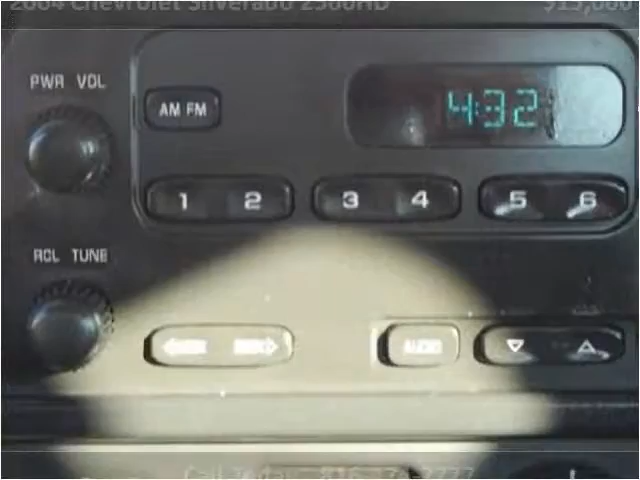 2004 Chevrolet Silverado 2500HD
PWR VOL
AM FM
4:32
1 2 3 4 5 6
RCL TUNE
AUDIO